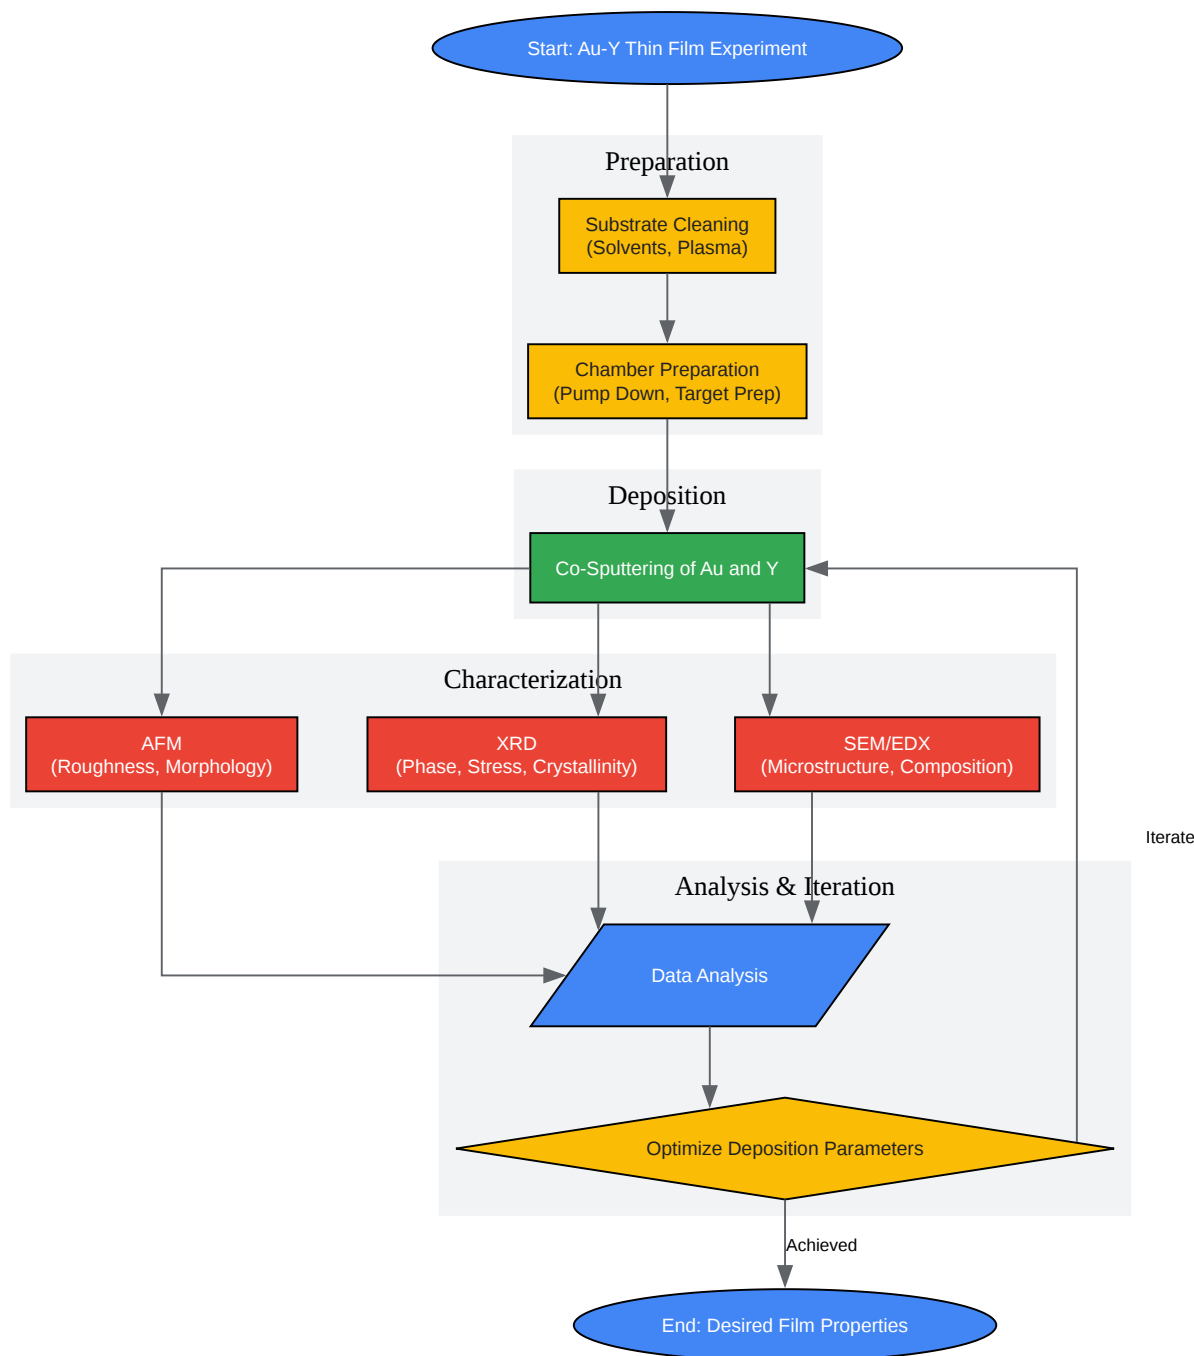 Start: Au-Y Thin Film Experiment
Preparation
Substrate Cleaning
(Solvents, Plasma)
Chamber Preparation
(Pump Down, Target Prep)
Deposition
Co-Sputtering of Au and Y
Characterization
AFM
(Roughness, Morphology)
XRD
(Phase, Stress, Crystallinity)
SEM/EDX
(Microstructure, Composition)
Iterate
Analysis & Iteration
Data Analysis
Optimize Deposition Parameters
Achieved
End: Desired Film Properties